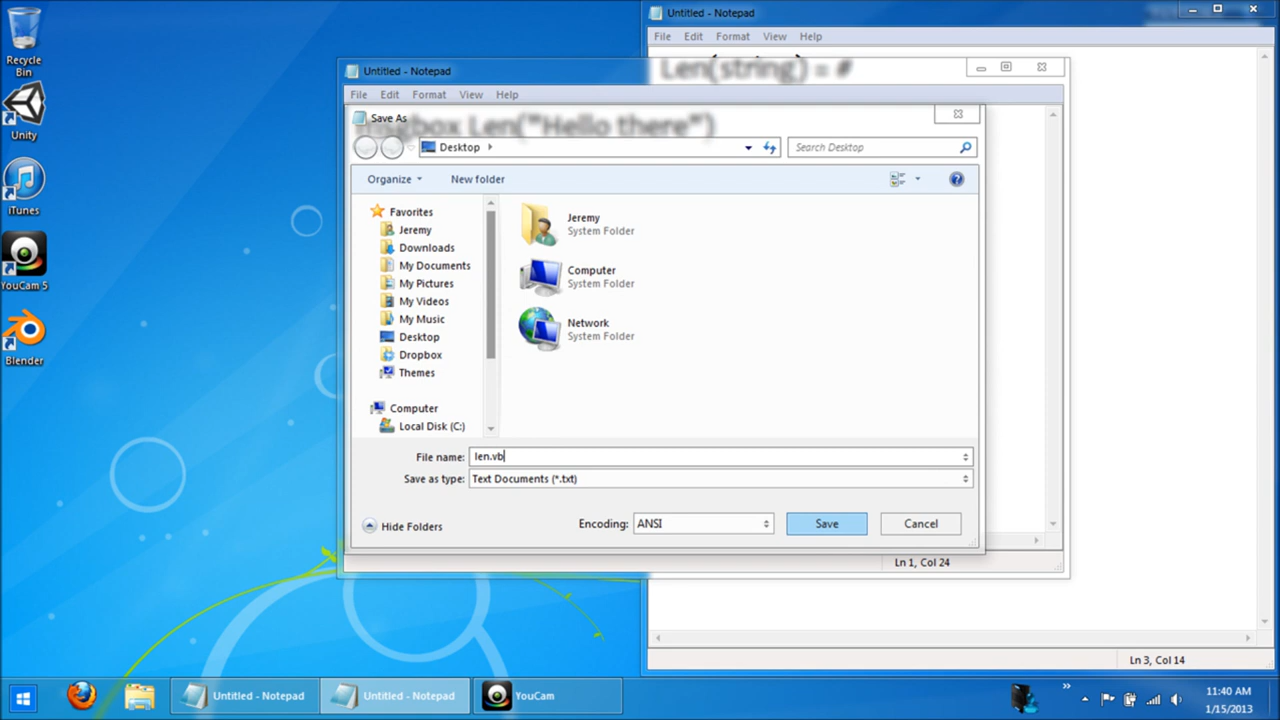 Recycle
Bin
Unity
iTunes
YouCam 5
Blender
Untitled - Notepad
File Edit Format View Help
Len(string) = #
Untitled - Notepad
File Edit Format View Help
Save As
Msgbox Len("Hello there")
Desktop
Search Desktop
Organize
New folder
Favorites
Jeremy
Downloads
My Documents
My Pictures
My Videos
My Music
Desktop
Dropbox
Themes
Computer
Local Disk (C:)
Jeremy
System Folder
Computer
System Folder
Network
System Folder
File name: len.vb
Save as type: Text Documents (*.txt)
Hide Folders
Encoding: ANSI
Save
Cancel
Ln 1, Col 24
Ln 3, Col 14
Untitled - Notepad
Untitled - Notepad
YouCam
11:40 AM
1/15/2013